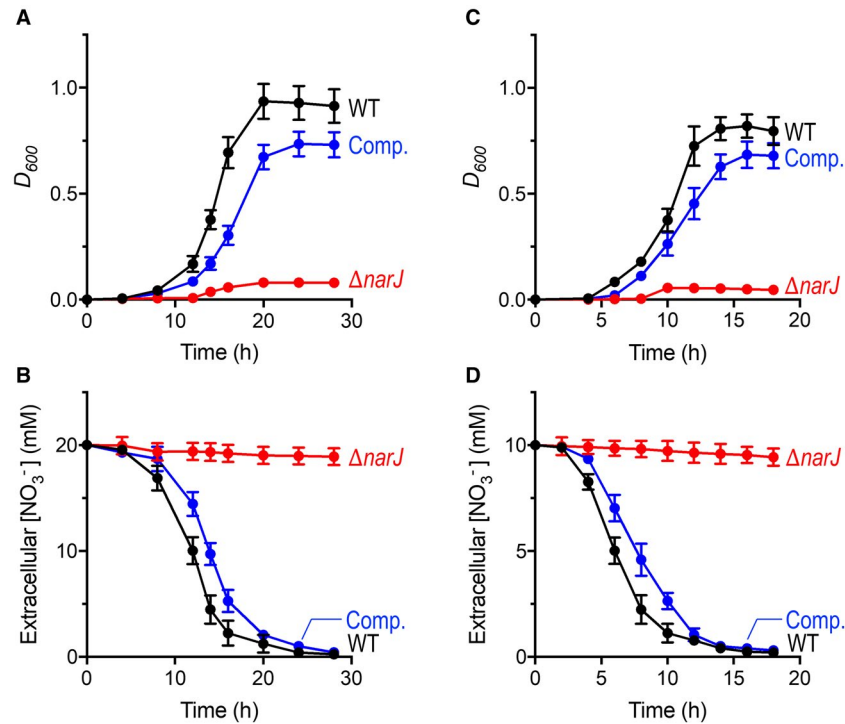 A
D600
1.0
0.5
0.0
0 10 20 30
Time (h)
WT
Comp.
ΔnarJ
C
D600
1.0
0.5
0.0
0 5 10 15 20
Time (h)
WT
Comp.
ΔnarJ
B
Extracellular [NO3-] (mM)
20
10
0
0 10 20 30
Time (h)
ΔnarJ
Comp.
WT
D
Extracellular [NO3-] (mM)
10
5
0
0 5 10 15 20
Time (h)
ΔnarJ
Comp.
WT